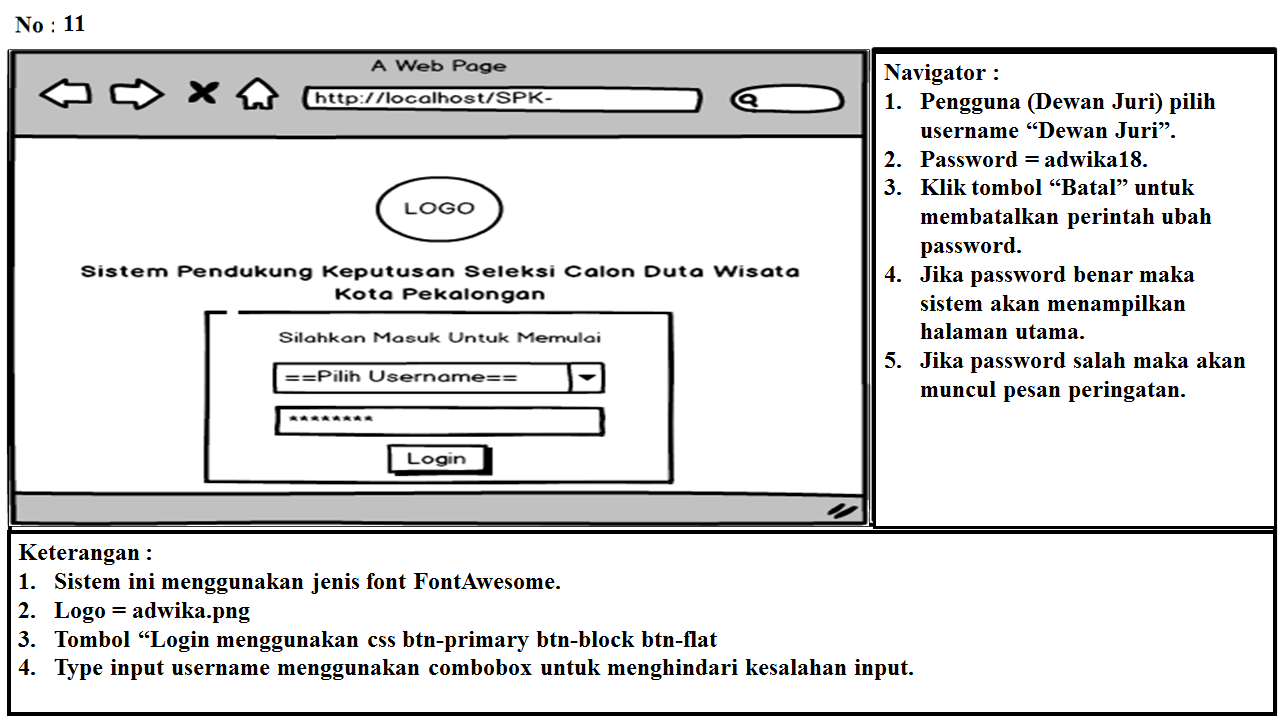 No : 11
A Web Page
http://localhost/SPK-
LOGO
Sistem Pendukung Keputusan Seleksi Calon Duta Wisata
Kota Pekalongan
Silahkan Masuk Untuk Memulai
==Pilih Username==
********
Login
Navigator :
1. Pengguna (Dewan Juri) pilih
username “Dewan Juri”.
2. Password = adwika18.
3. Klik tombol “Batal” untuk
membatalkan perintah ubah
password.
4. Jika password benar maka
sistem akan menampilkan
halaman utama.
5. Jika password salah maka akan
muncul pesan peringatan.
Keterangan :
1. Sistem ini menggunakan jenis font FontAwesome.
2. Logo = adwika.png
3. Tombol “Login menggunakan css btn-primary btn-block btn-flat
4. Type input username menggunakan combobox untuk menghindari kesalahan input.